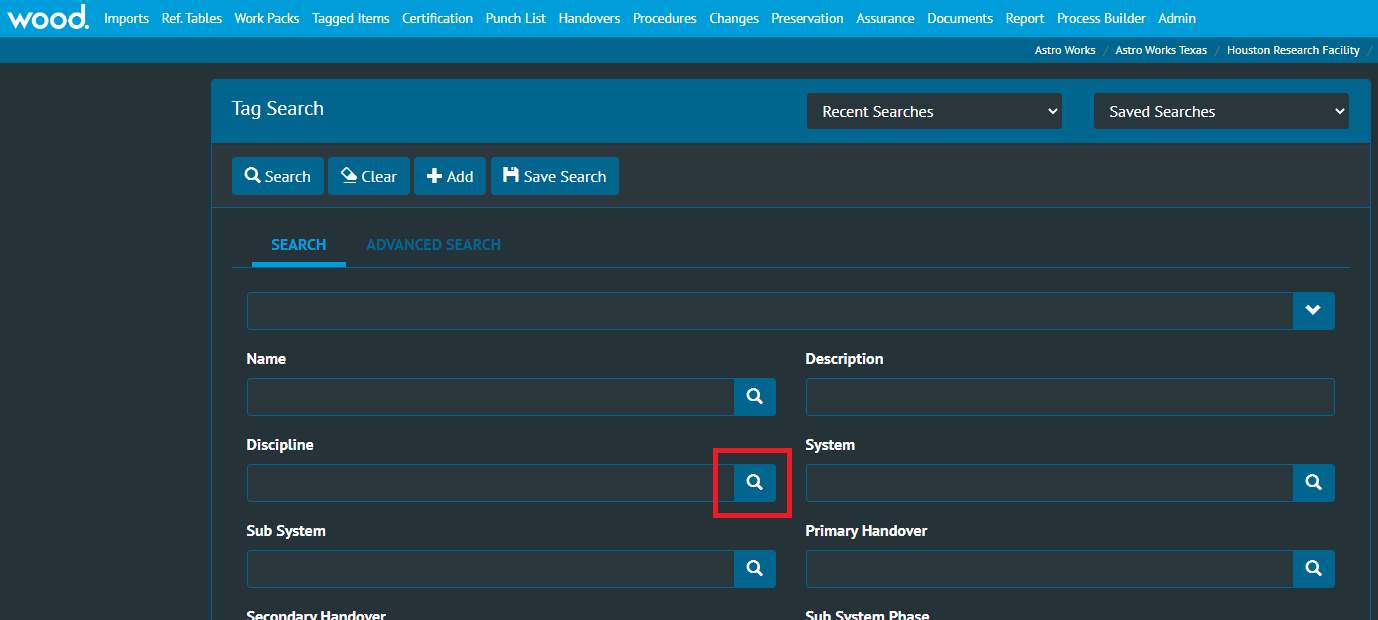 wood. Imports Ref. Tables Work Packs Tagged Items Certification Punch List Handovers Procedures Changes Preservation Assurance Documents Report Process Builder Admin
Astro Works / Astro Works Texas / Houston Research Facility /
Tag Search Recent Searches Saved Searches
Search Clear Add Save Search
SEARCH ADVANCED SEARCH
Name Description
Discipline System
Sub System Primary Handover
Secondary Handover Sub System Phase